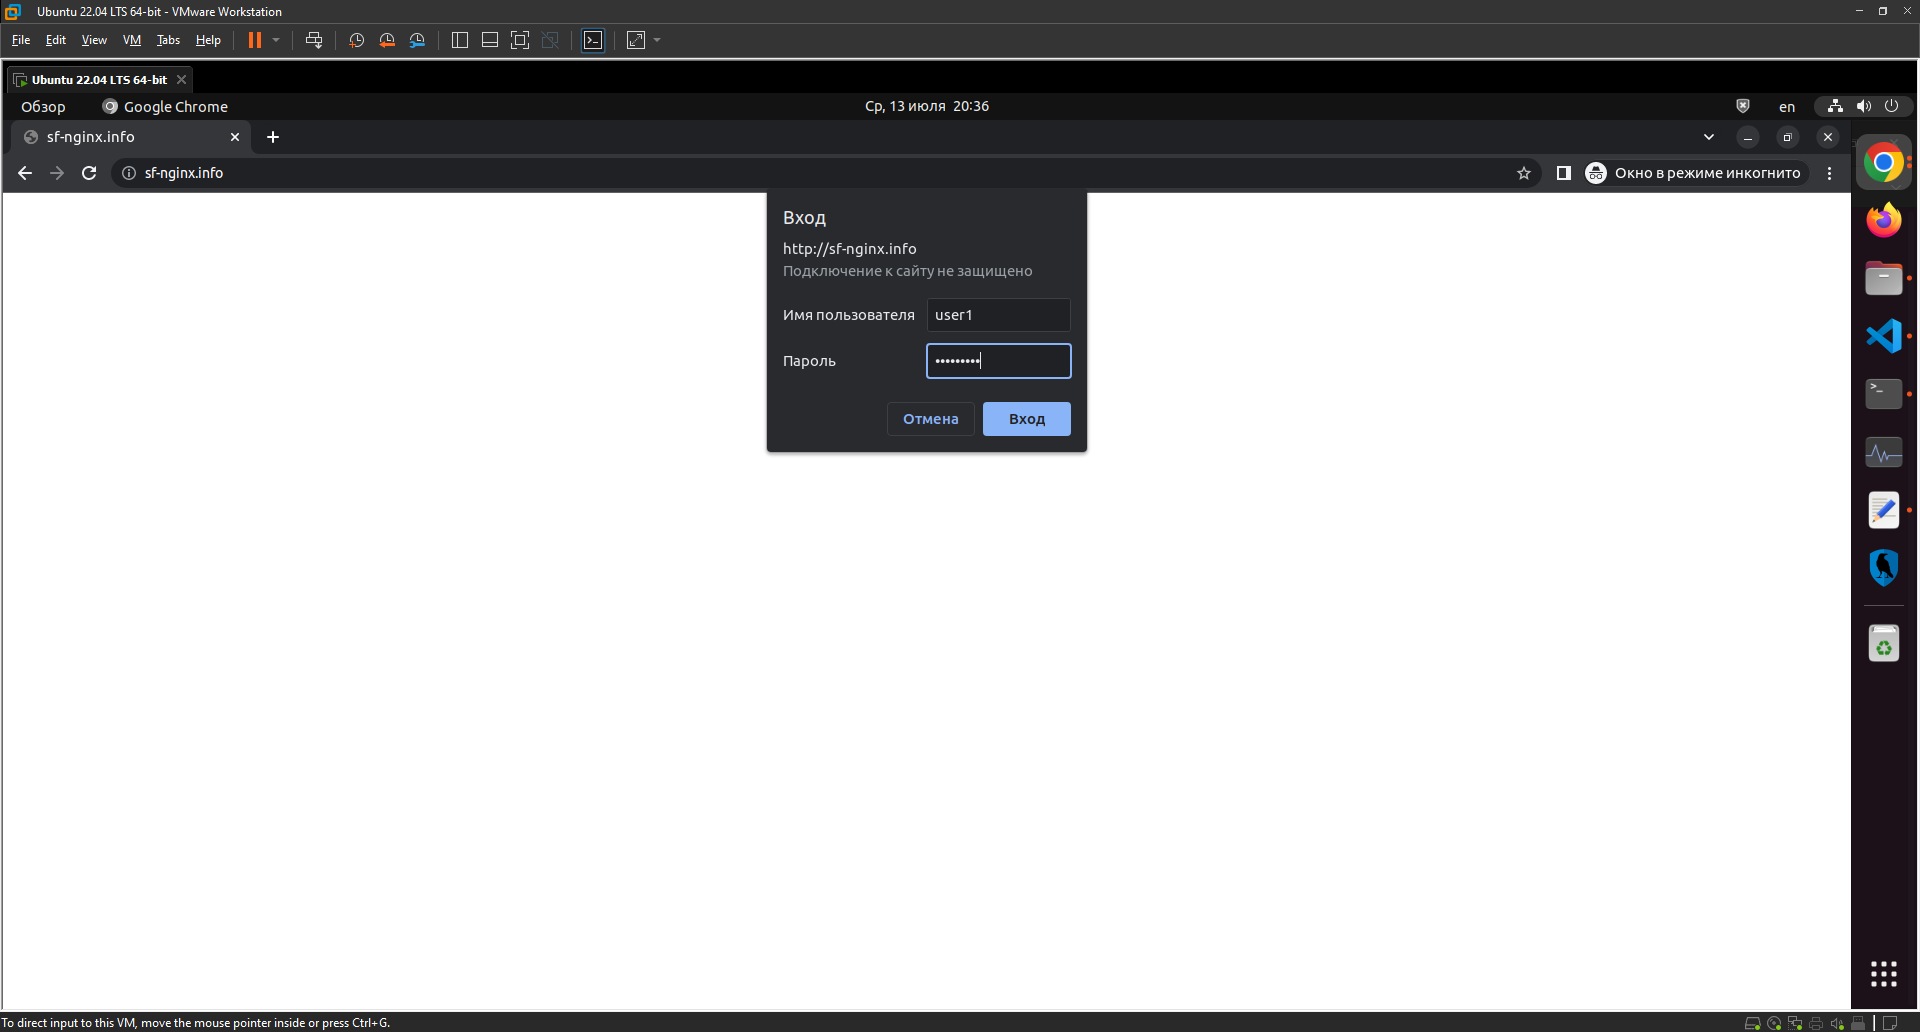 Ubuntu 22.04 LTS 64-bit - VMware Workstation
File Edit View VM Tabs Help
Ubuntu 22.04 LTS 64-bit
Обзор Google Chrome Ср, 13 июля 20:36 en
sf-nginx.info
sf-nginx.info Окно в режиме инкогнито
Вход
http://sf-nginx.info
Подключение к сайту не защищено
Имя пользователя user1
Пароль •••••••••
Отмена Вход
To direct input to this VM, move the mouse pointer inside or press Ctrl+G.